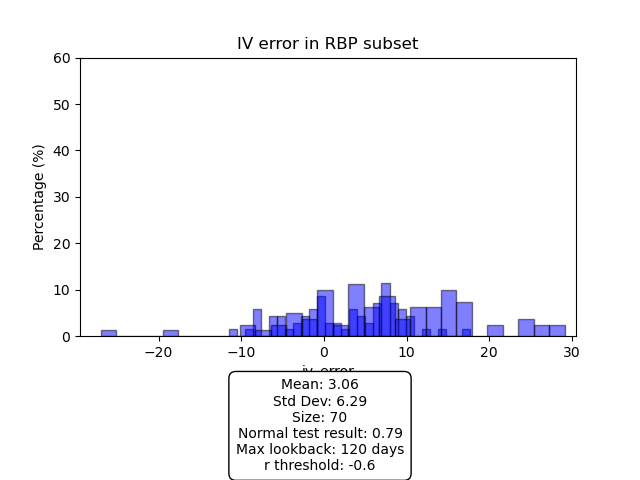 IV error in RBP subset
Percentage (%)
60
50
40
30
20
10
0
−20
−10
0
10
20
30
iv_error
Mean: 3.06
Std Dev: 6.29
Size: 70
Normal test result: 0.79
Max lookback: 120 days
r threshold: -0.6